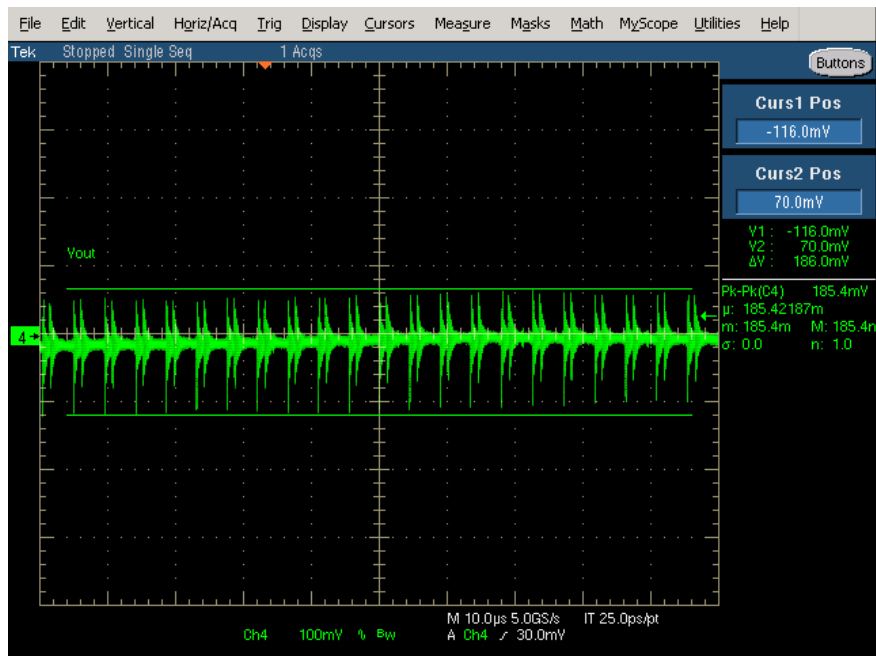 File Edit Vertical Horiz/Acq Trig Display Cursors Measure Masks Math MyScope Utilities Help
Tek Stopped Single Seq 1 Acqs
Buttons
Curs1 Pos
-116.0mV
Curs2 Pos
70.0mV
V1 : -116.0mV
V2 : 70.0mV
ΔV : 186.0mV
Vout
Pk-Pk(C4) 185.4mV
µ: 185.42187m
m: 185.4m M: 185.4m
σ: 0.0 n: 1.0
4
M 10.0µs 5.0GS/s IT 25.0ps/pt
Ch4 100mV ∿ Bw A Ch4 ∕ 30.0mV